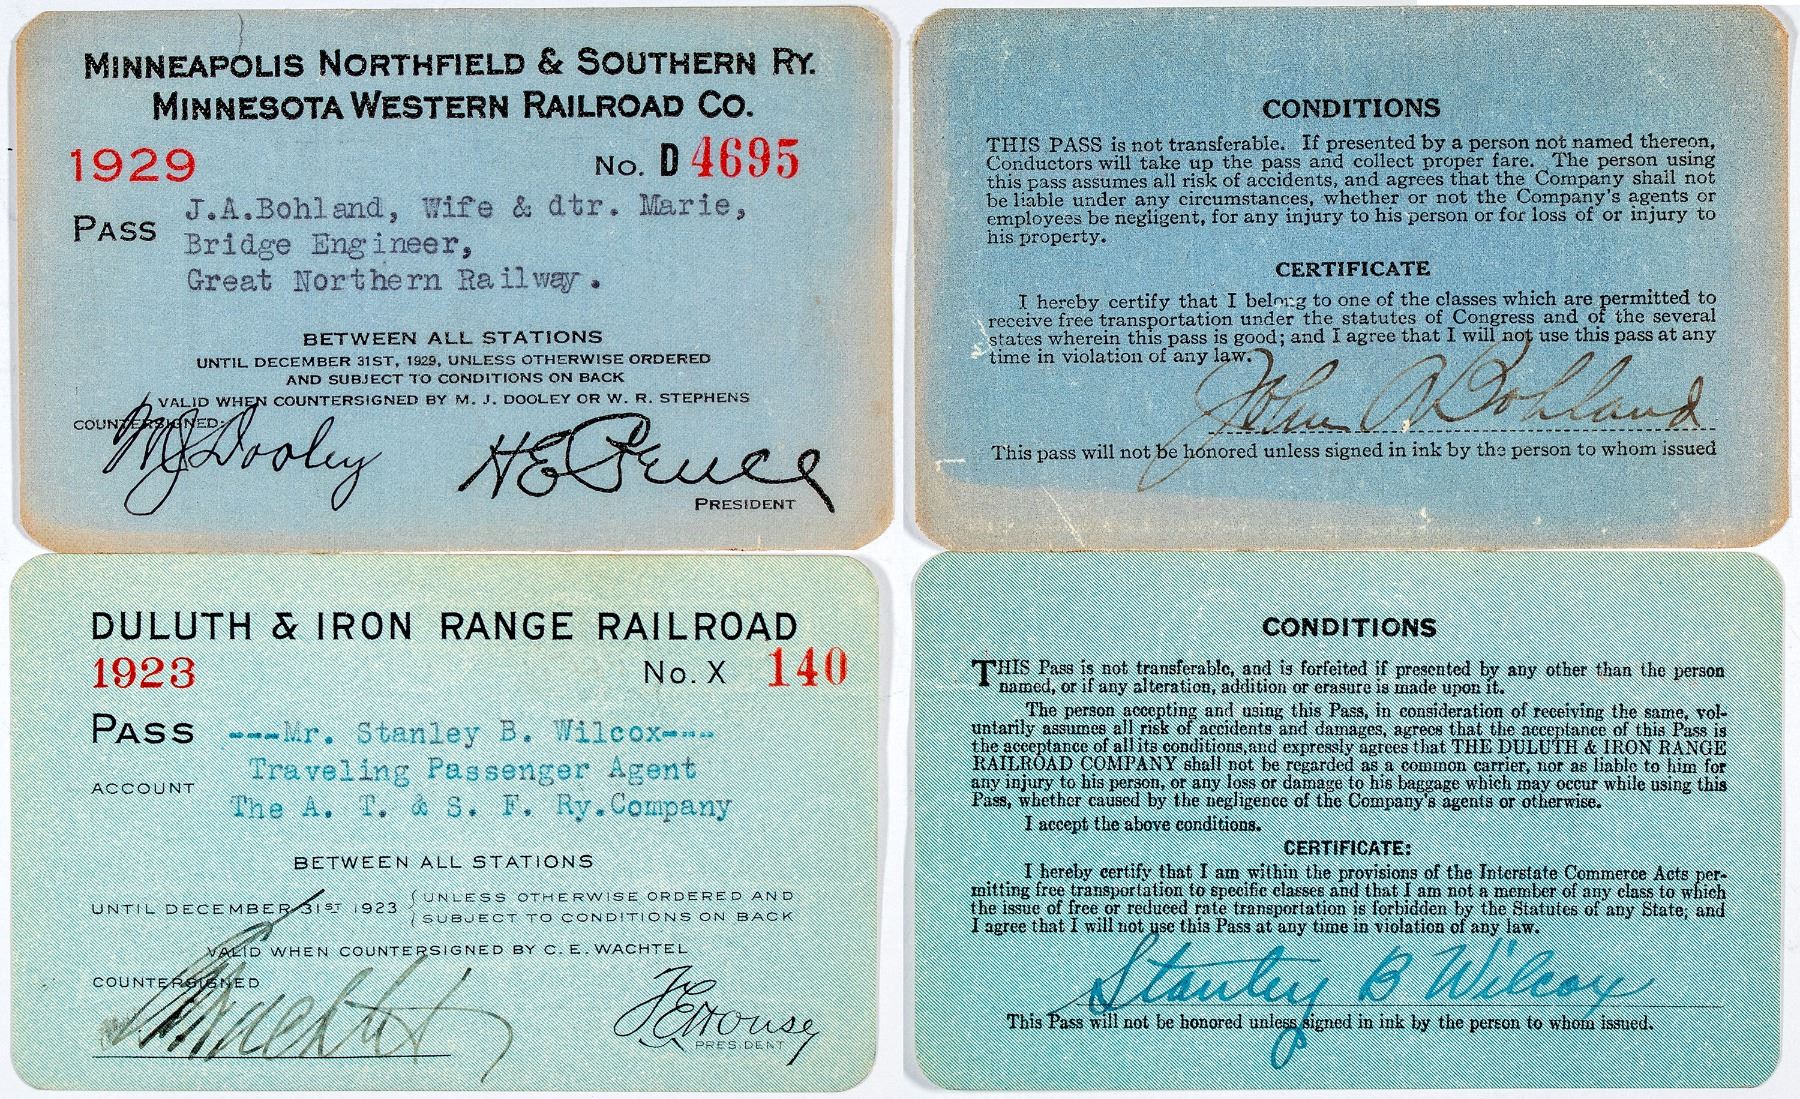 MINNEAPOLIS NORTHFIELD & SOUTHERN RY.
MINNESOTA WESTERN RAILROAD CO.
1929 No. D 4695
PASS J.A.Bohland, Wife & dtr. Marie,
Bridge Engineer,
Great Northern Railway.
BETWEEN ALL STATIONS
UNTIL DECEMBER 31ST, 1929, UNLESS OTHERWISE ORDERED
AND SUBJECT TO CONDITIONS ON BACK
VALID WHEN COUNTERSIGNED BY M. J. DOOLEY OR W. R. STEPHENS
COUNTERSIGNED:
MJ Dooley H E Pence
PRESIDENT
CONDITIONS
THIS PASS is not transferable. If presented by a person not named thereon,
Conductors will take up the pass and collect proper fare. The person using
this pass assumes all risk of accidents, and agrees that the Company shall not
be liable under any circumstances, whether or not the Company's agents or
employees be negligent, for any injury to his person or for loss of or injury to
his property.
CERTIFICATE
I hereby certify that I belong to one of the classes which are permitted to
receive free transportation under the statutes of Congress and of the several
states wherein this pass is good; and I agree that I will not use this pass at any
time in violation of any law.
John A Bohland
This pass will not be honored unless signed in ink by the person to whom issued
DULUTH & IRON RANGE RAILROAD
1923 No. X 140
PASS ---Mr. Stanley B. Wilcox----
Traveling Passenger Agent
ACCOUNT
The A. T. & S. F. Ry.Company
BETWEEN ALL STATIONS
UNTIL DECEMBER 31ST 1923 { UNLESS OTHERWISE ORDERED AND
SUBJECT TO CONDITIONS ON BACK
VALID WHEN COUNTERSIGNED BY C. E. WACHTEL
COUNTERSIGNED
C E Wachtel F E House
PRESIDENT
CONDITIONS
THIS Pass is not transferable, and is forfeited if presented by any other than the person
named, or if any alteration, addition or erasure is made upon it.
The person accepting and using this Pass, in consideration of receiving the same, vol-
untarily assumes all risk of accidents and damages, agrees that the acceptance of this Pass is
the acceptance of all its conditions, and expressly agrees that THE DULUTH & IRON RANGE
RAILROAD COMPANY shall not be regarded as a common carrier, nor as liable to him for
any injury to his person, or any loss or damage to his baggage which may occur while using this
Pass, whether caused by the negligence of the Company's agents or otherwise.
I accept the above conditions.
CERTIFICATE:
I hereby certify that I am within the provisions of the Interstate Commerce Acts per-
mitting free transportation to specific classes and that I am not a member of any class to which
the issue of free or reduced rate transportation is forbidden by the Statutes of any State; and
I agree that I will not use this Pass at any time in violation of any law.
Stanley B Wilcox
This Pass will not be honored unless signed in ink by the person to whom issued.